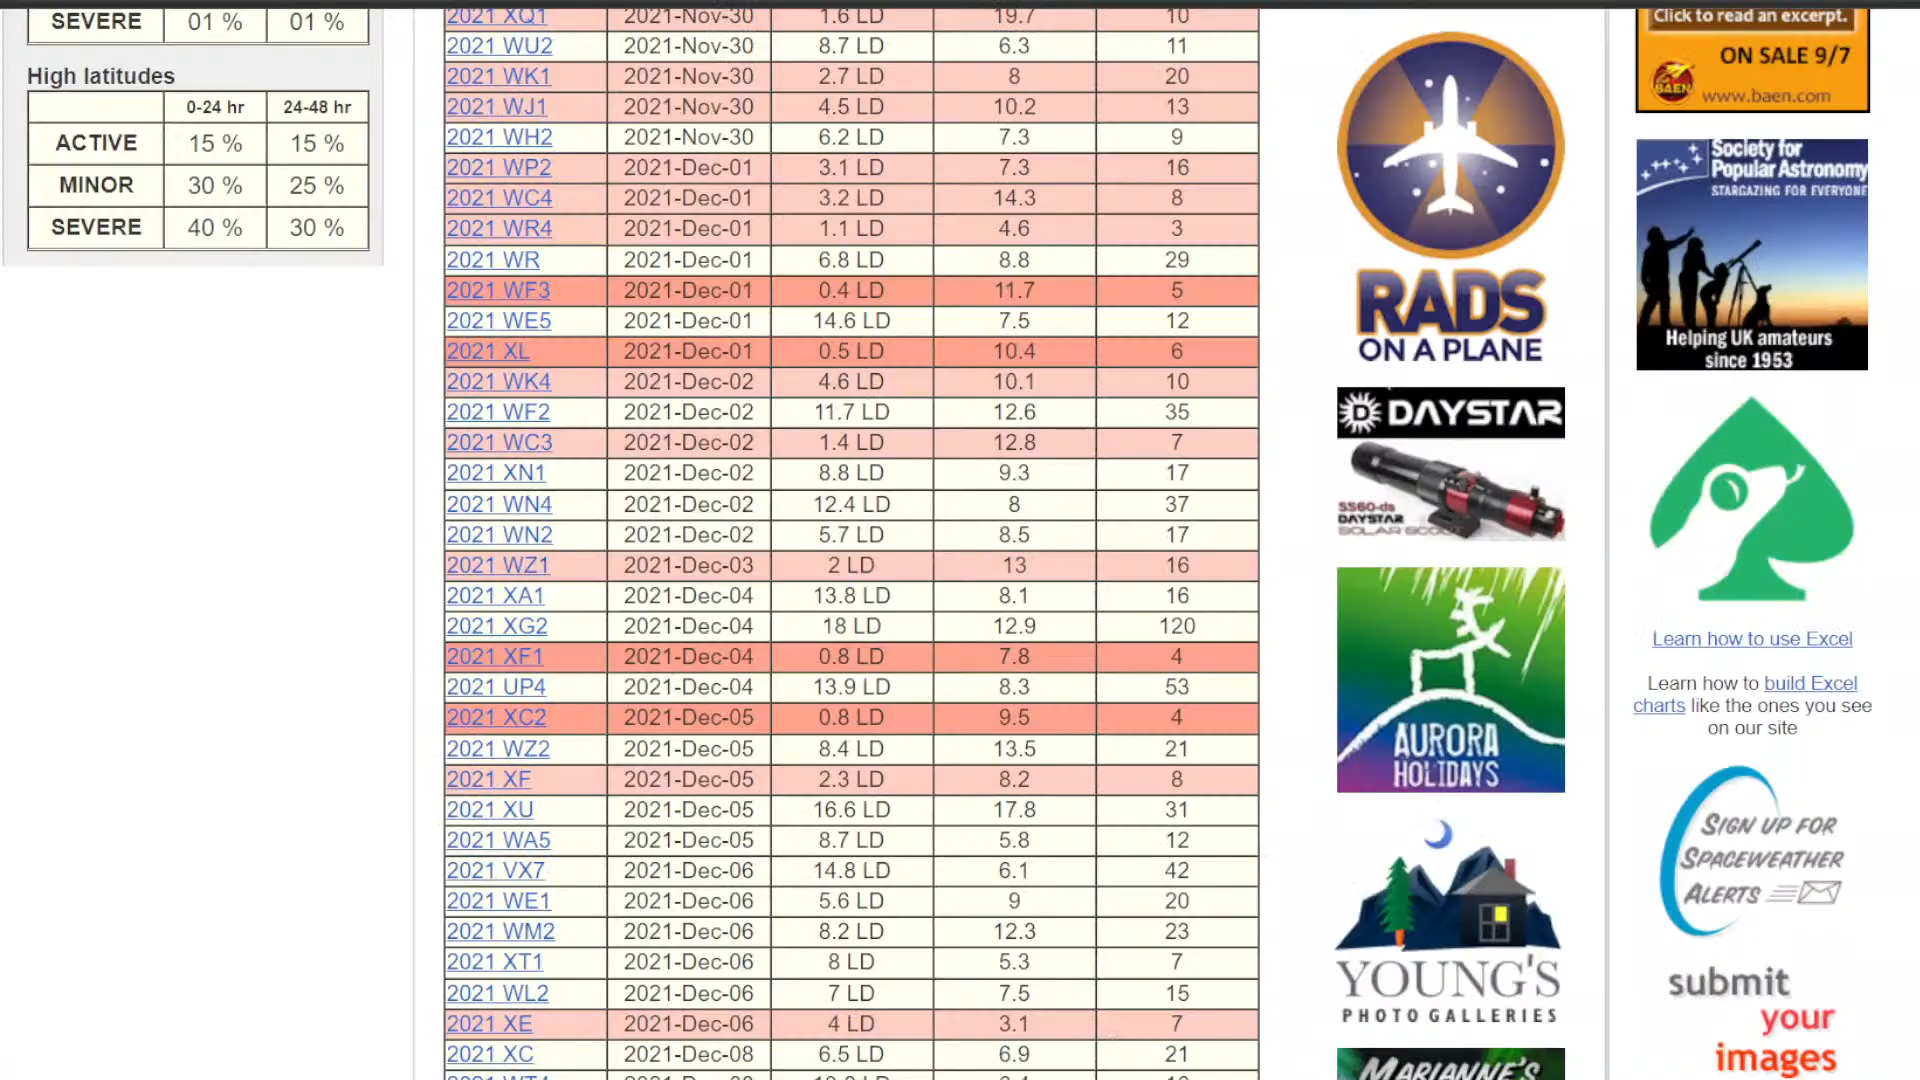 SEVERE 01 % 01 %
High latitudes
0-24 hr 24-48 hr
ACTIVE 15 % 15 %
MINOR 30 % 25 %
SEVERE 40 % 30 %
2021 XQ1 2021-Nov-30 1.6 LD 19.7 10
2021 WU2 2021-Nov-30 8.7 LD 6.3 11
2021 WK1 2021-Nov-30 2.7 LD 8 20
2021 WJ1 2021-Nov-30 4.5 LD 10.2 13
2021 WH2 2021-Nov-30 6.2 LD 7.3 9
2021 WP2 2021-Dec-01 3.1 LD 7.3 16
2021 WC4 2021-Dec-01 3.2 LD 14.3 8
2021 WR4 2021-Dec-01 1.1 LD 4.6 3
2021 WR 2021-Dec-01 6.8 LD 8.8 29
2021 WF3 2021-Dec-01 0.4 LD 11.7 5
2021 WE5 2021-Dec-01 14.6 LD 7.5 12
2021 XL 2021-Dec-01 0.5 LD 10.4 6
2021 WK4 2021-Dec-02 4.6 LD 10.1 10
2021 WF2 2021-Dec-02 11.7 LD 12.6 35
2021 WC3 2021-Dec-02 1.4 LD 12.8 7
2021 XN1 2021-Dec-02 8.8 LD 9.3 17
2021 WN4 2021-Dec-02 12.4 LD 8 37
2021 WN2 2021-Dec-02 5.7 LD 8.5 17
2021 WZ1 2021-Dec-03 2 LD 13 16
2021 XA1 2021-Dec-04 13.8 LD 8.1 16
2021 XG2 2021-Dec-04 18 LD 12.9 120
2021 XF1 2021-Dec-04 0.8 LD 7.8 4
2021 UP4 2021-Dec-04 13.9 LD 8.3 53
2021 XC2 2021-Dec-05 0.8 LD 9.5 4
2021 WZ2 2021-Dec-05 8.4 LD 13.5 21
2021 XF 2021-Dec-05 2.3 LD 8.2 8
2021 XU 2021-Dec-05 16.6 LD 17.8 31
2021 WA5 2021-Dec-05 8.7 LD 5.8 12
2021 VX7 2021-Dec-06 14.8 LD 6.1 42
2021 WE1 2021-Dec-06 5.6 LD 9 20
2021 WM2 2021-Dec-06 8.2 LD 12.3 23
2021 XT1 2021-Dec-06 8 LD 5.3 7
2021 WL2 2021-Dec-06 7 LD 7.5 15
2021 XE 2021-Dec-06 4 LD 3.1 7
2021 XC 2021-Dec-08 6.5 LD 6.9 21
RADS
ON A PLANE
DAYSTAR
SS60-ds
DAYSTAR
SOLAR
AURORA
HOLIDAYS
YOUNG'S
PHOTO GALLERIES
MARIANNE'S
Click to read an excerpt.
ON SALE 9/7
BAEN
www.baen.com
Society for
Popular Astronomy
STARGAZING FOR EVERYONE
Helping UK amateurs
since 1953
Learn how to use Excel
Learn how to build Excel
charts like the ones you see
on our site
SIGN UP FOR
SPACEWEATHER
ALERTS
submit
your
images